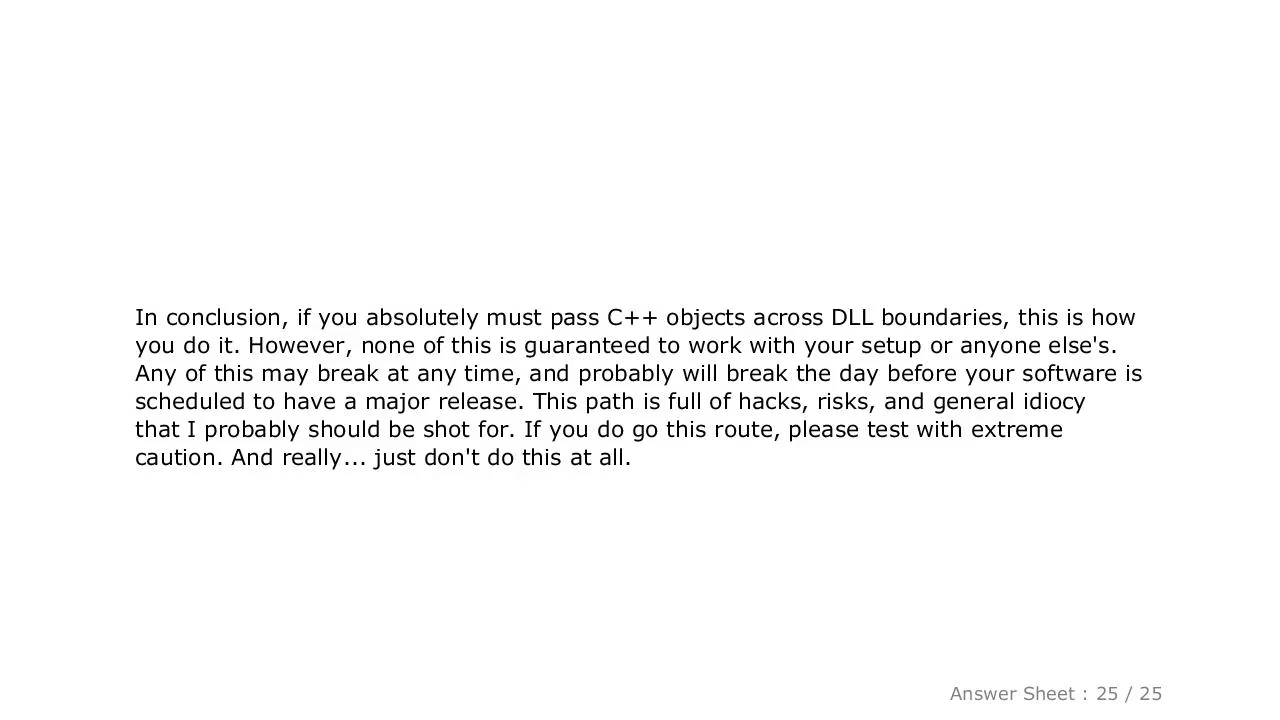 In conclusion, if you absolutely must pass C++ objects across DLL boundaries, this is how
you do it. However, none of this is guaranteed to work with your setup or anyone else's.
Any of this may break at any time, and probably will break the day before your software is
scheduled to have a major release. This path is full of hacks, risks, and general idiocy
that I probably should be shot for. If you do go this route, please test with extreme
caution. And really... just don't do this at all.
Answer Sheet : 25 / 25